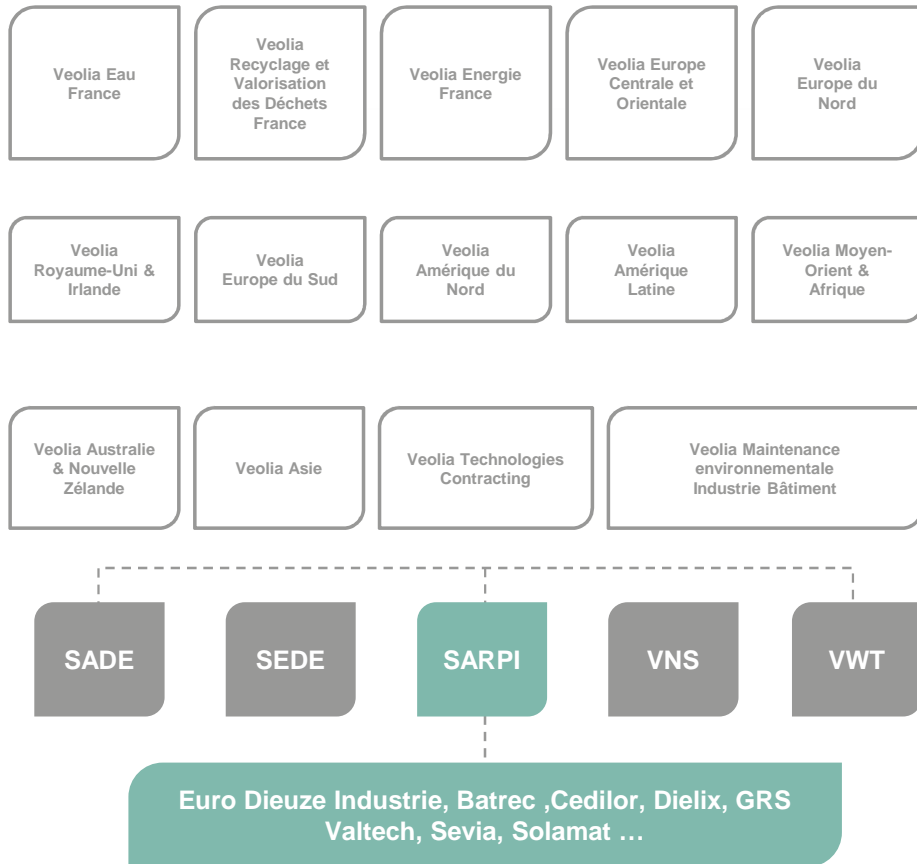 Veolia Eau
France
Veolia
Recyclage et
Valorisation
des Déchets
France
Veolia Energie
France
Veolia Europe
Centrale et
Orientale
Veolia
Europe du
Nord
Veolia
Royaume-Uni &
Irlande
Veolia
Europe du Sud
Veolia
Amérique du
Nord
Veolia
Amérique
Latine
Veolia Moyen-
Orient &
Afrique
Veolia Australie
& Nouvelle
Zélande
Veolia Asie
Veolia Technologies
Contracting
Veolia Maintenance
environnementale
Industrie Bâtiment
SADE
SEDE
SARPI
VNS
VWT
Euro Dieuze Industrie, Batrec ,Cedilor, Dielix, GRS
Valtech, Sevia, Solamat …